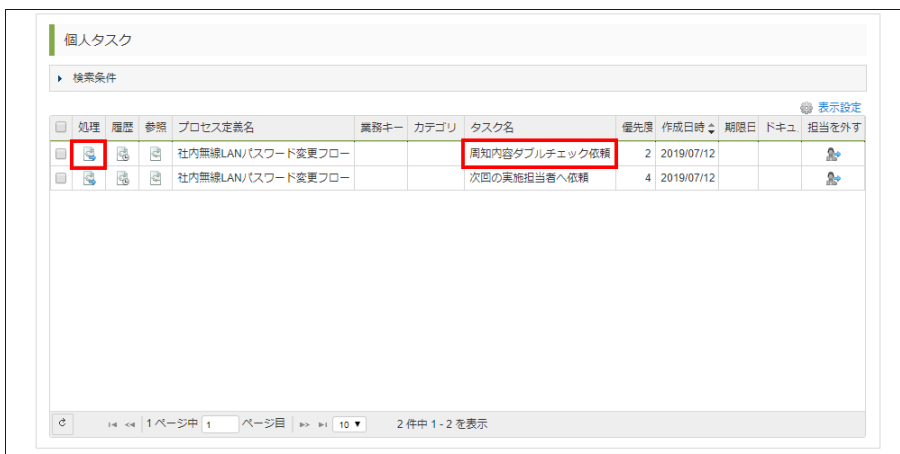 個人タスク
検索条件
表示設定
処理 履歴 参照 プロセス定義名 業務キー カテゴリ タスク名 優先度 作成日時 期限日 ドキュ 担当を外す
社内無線LANパスワード変更フロー 周知内容ダブルチェック依頼 2 2019/07/12
社内無線LANパスワード変更フロー 次回の実施担当者へ依頼 4 2019/07/12
1 ページ中 1 ページ目 10 2 件中 1 - 2 を表示